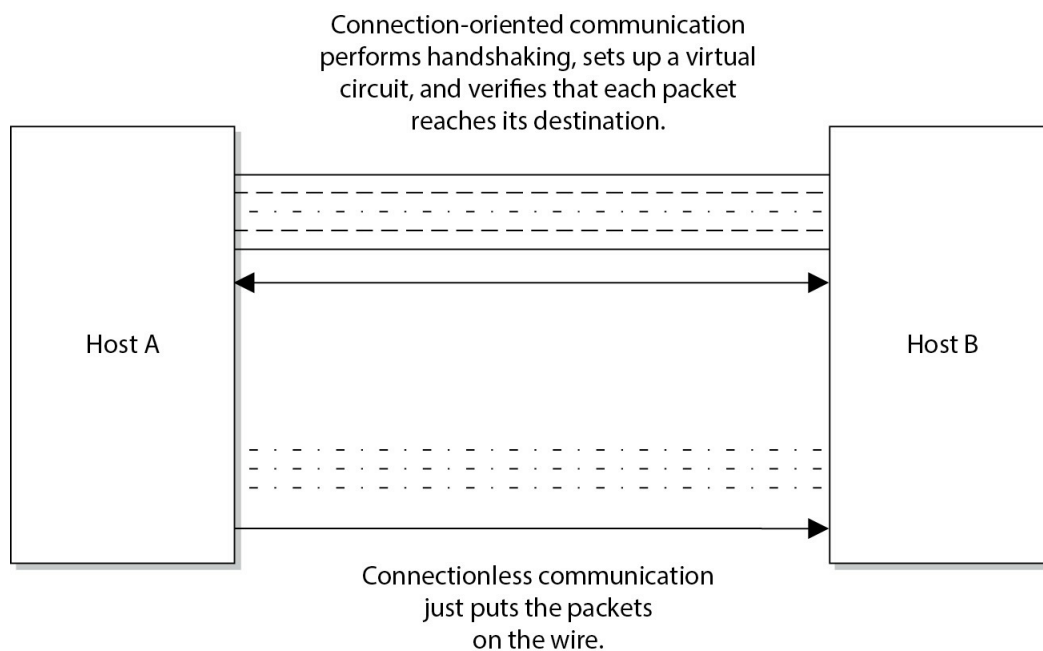 Connection-oriented communication
performs handshaking, sets up a virtual
circuit, and verifies that each packet
reaches its destination.
Host A
Host B
Connectionless communication
just puts the packets
on the wire.